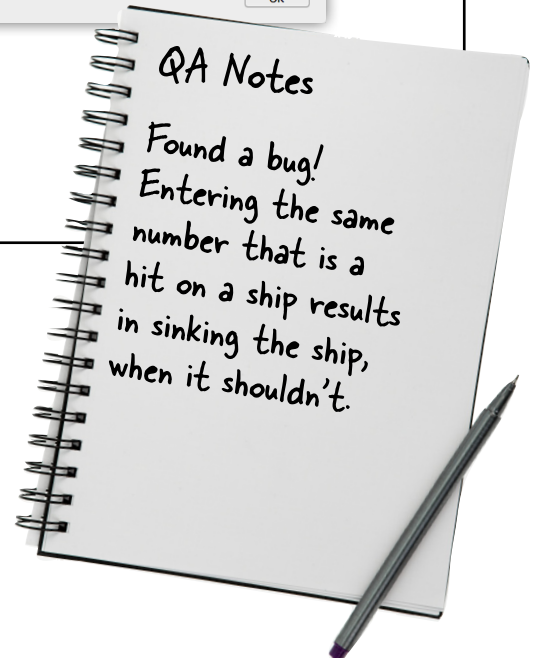 QA Notes
Found a bug!
Entering the same
number that is a
hit on a ship results
in sinking the ship,
when it shouldn't.